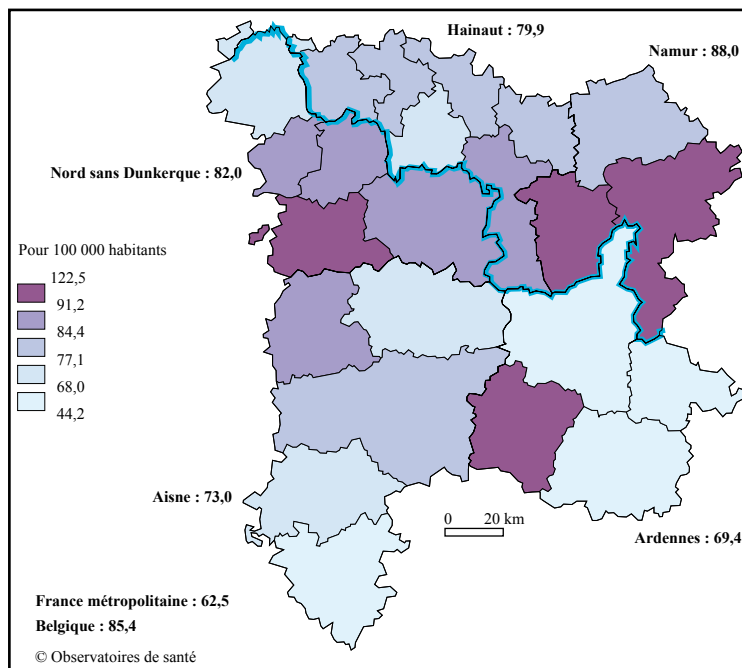 Hainaut : 79,9
Namur : 88,0
Nord sans Dunkerque : 82,0
Pour 100 000 habitants
122,5
91,2
84,4
77,1
68,0
44,2
Aisne : 73,0
0 20 km
Ardennes : 69,4
France métropolitaine : 62,5
Belgique : 85,4
© Observatoires de santé